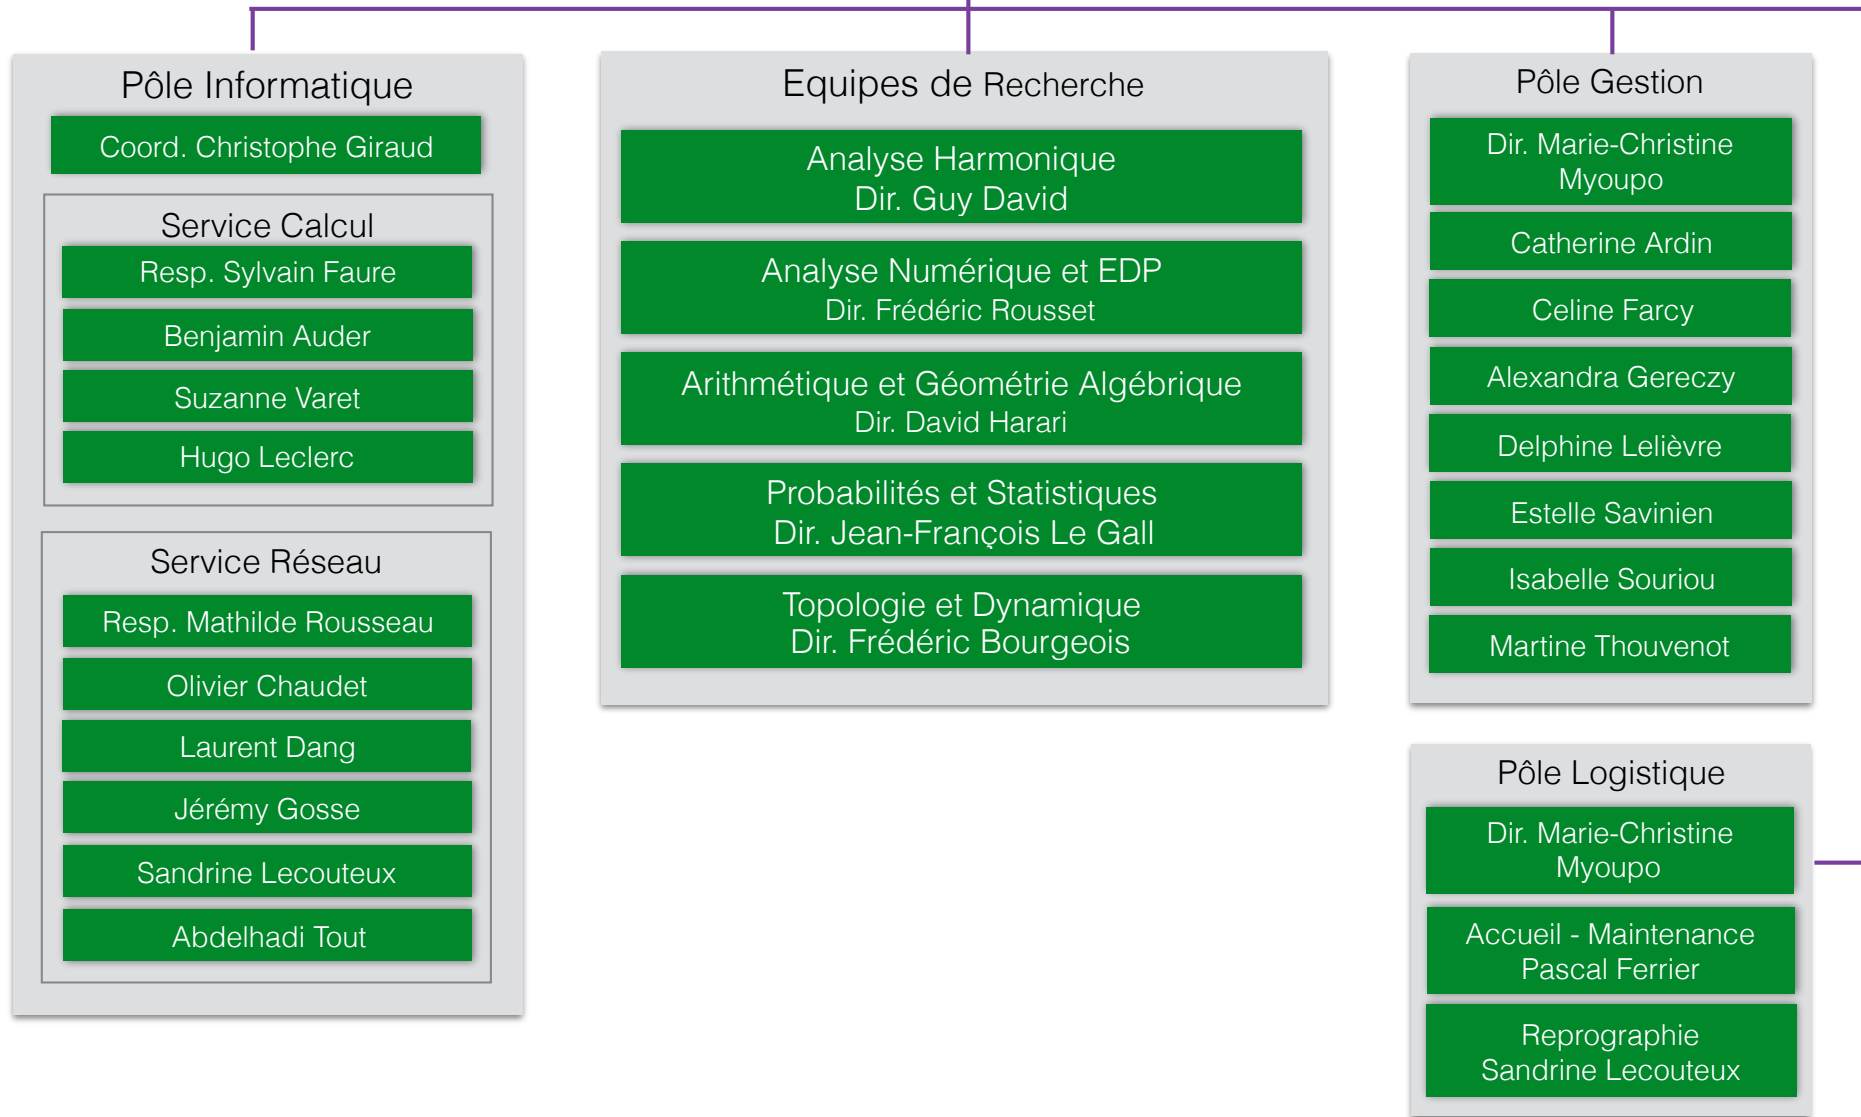 Pôle Informatique
Coord. Christophe Giraud
Service Calcul
Resp. Sylvain Faure
Benjamin Auder
Suzanne Varet
Hugo Leclerc
Service Réseau
Resp. Mathilde Rousseau
Olivier Chaudet
Laurent Dang
Jérémy Gosse
Sandrine Lecouteux
Abdelhadi Tout
Equipes de Recherche
Analyse Harmonique
Dir. Guy David
Analyse Numérique et EDP
Dir. Frédéric Rousset
Arithmétique et Géométrie Algébrique
Dir. David Harari
Probabilités et Statistiques
Dir. Jean-François Le Gall
Topologie et Dynamique
Dir. Frédéric Bourgeois
Pôle Gestion
Dir. Marie-Christine
Myoupo
Catherine Ardin
Celine Farcy
Alexandra Gereczy
Delphine Lelièvre
Estelle Savinien
Isabelle Souriou
Martine Thouvenot
Pôle Logistique
Dir. Marie-Christine
Myoupo
Accueil - Maintenance
Pascal Ferrier
Reprographie
Sandrine Lecouteux